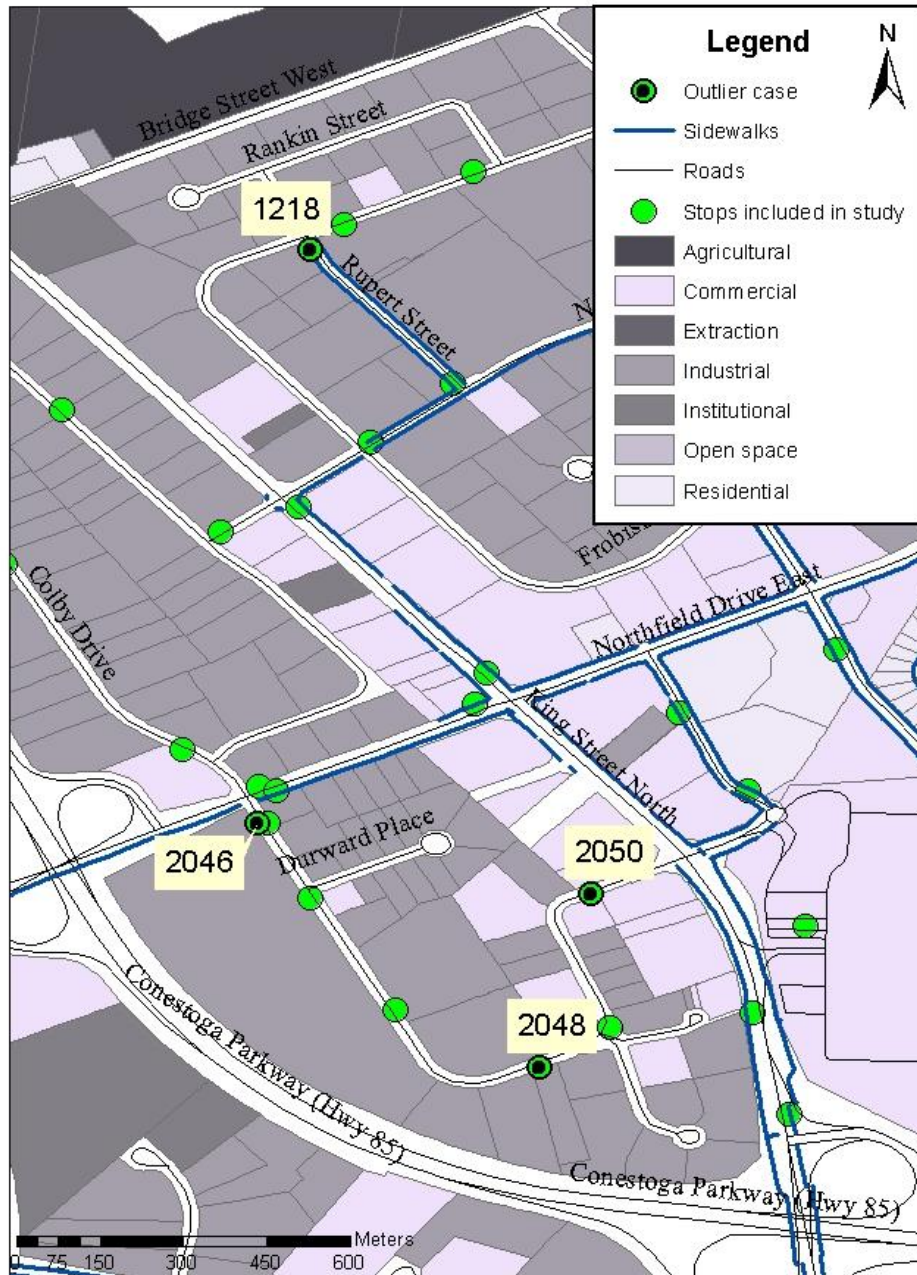 Legend
N
Outlier case
Sidewalks
Roads
Stops included in study
Agricultural
Commercial
Extraction
Industrial
Institutional
Open space
Residential
Bridge Street West
Rankin Street
1218
Rupert Street
N
Frobis
Colby Drive
Northfield Drive East
King Street North
Durward Place
2046
2050
2048
Conestoga Parkway (Hwy 85)
Conestoga Parkway (Hwy 85)
Meters
0 75 150 300 450 600